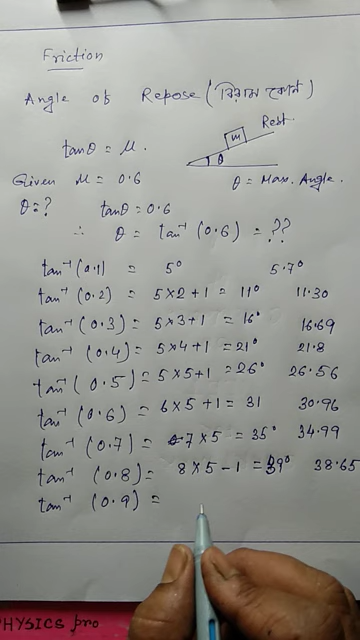 Friction
Angle of Repose (বিরাম কোন)
Rest.
m
tanθ = μ.
θ
Given μ = 0.6
θ = Max. Angle.
θ = ? tanθ = 0.6
∴ θ = tan⁻¹ (0.6) = ??
tan⁻¹ (0.1) = 5° 5.7°
tan⁻¹ (0.2) = 5×2+1 = 11° 11.30
tan⁻¹ (0.3) = 5×3+1 = 16° 16.69
tan⁻¹ (0.4) = 5×4+1 = 21° 21.8
tan⁻¹ (0.5) = 5×5+1 = 26° 26.56
tan⁻¹ (0.6) = 6×5+1 = 31 30.96
tan⁻¹ (0.7) = 7×5 = 35° 34.99
tan⁻¹ (0.8) = 8×5-1 = 39° 38.65
tan⁻¹ (0.9) =
PHYSICS pro